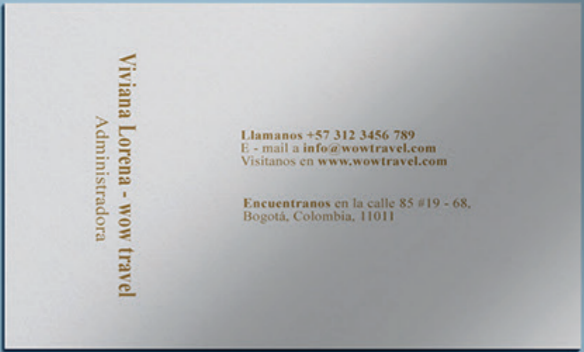 Viviana Lorena - wow travel
Administradora
Llamanos +57 312 3456 789
E - mail a info@wowtravel.com
Visitanos en www.wowtravel.com
Encuentranos en la calle 85 #19 - 68,
Bogotá, Colombia, 11011